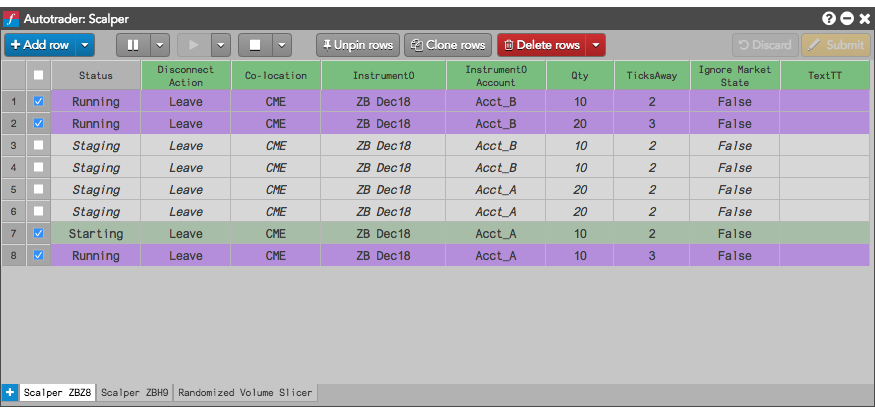 Autotrader: Scalper
+ Add row Unpin rows Clone rows Delete rows Discard Submit
Status Disconnect Action Co-location Instrument0 Instrument0 Account Qty TicksAway Ignore Market State TextTT
1 Running Leave CME ZB Dec18 Acct_B 10 2 False
2 Running Leave CME ZB Dec18 Acct_B 20 3 False
3 Staging Leave CME ZB Dec18 Acct_B 10 2 False
4 Staging Leave CME ZB Dec18 Acct_B 10 2 False
5 Staging Leave CME ZB Dec18 Acct_A 20 2 False
6 Staging Leave CME ZB Dec18 Acct_A 20 2 False
7 Starting Leave CME ZB Dec18 Acct_A 10 2 False
8 Running Leave CME ZB Dec18 Acct_A 10 3 False
+ Scalper ZBZ8 Scalper ZBH9 Randomized Volume Slicer